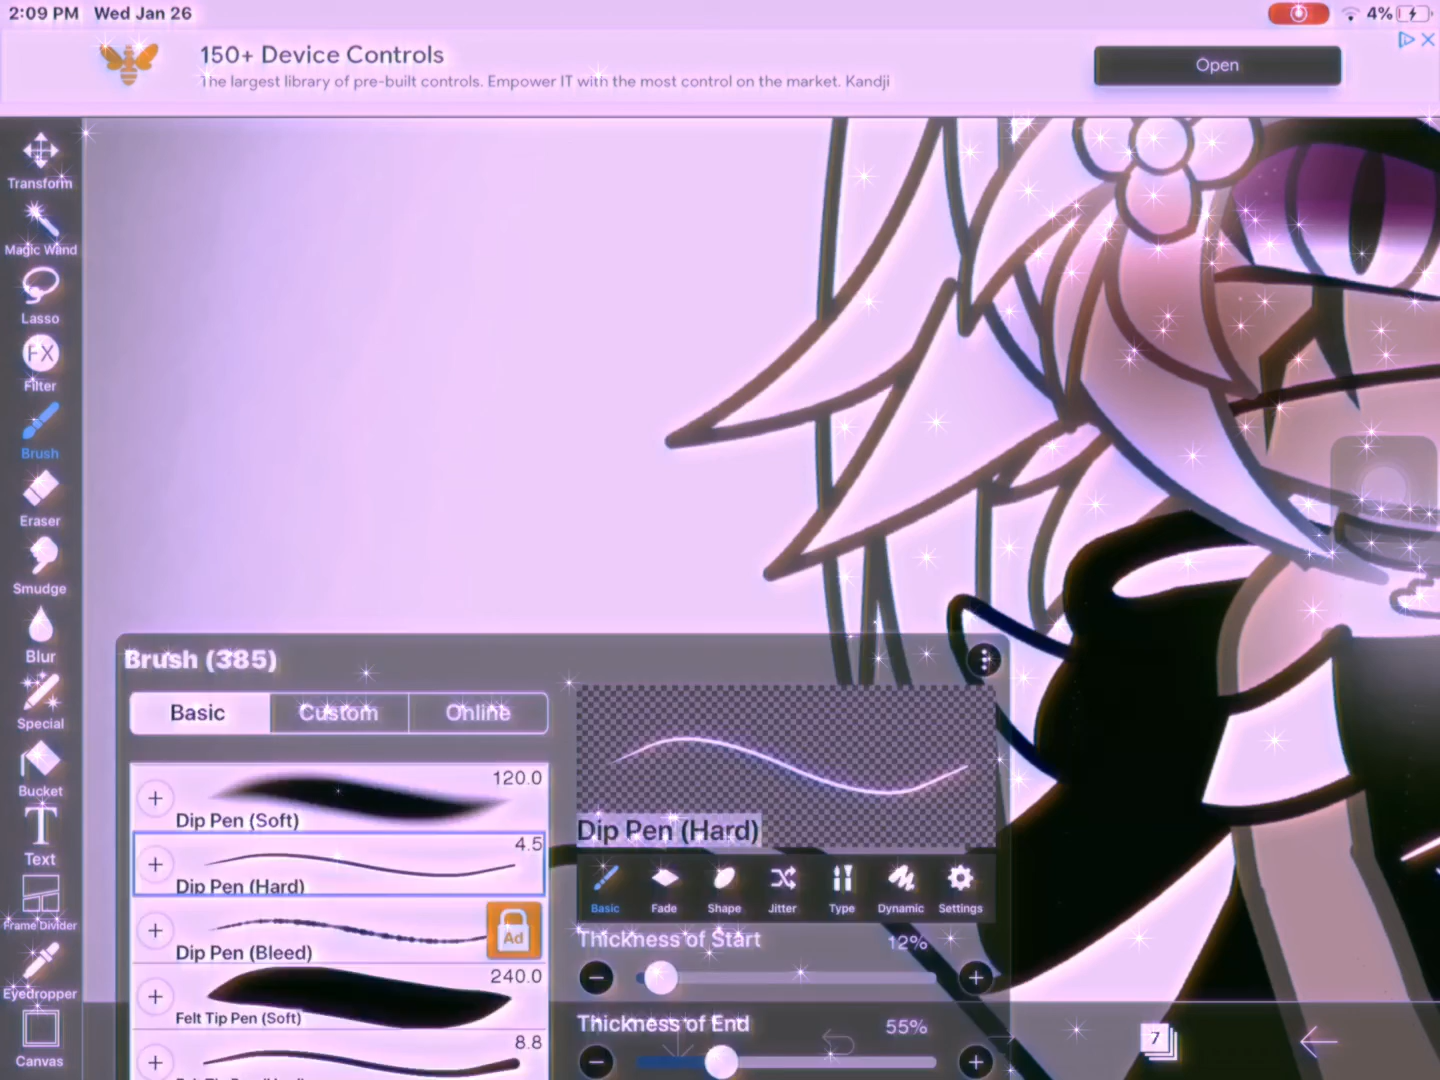 2:09 PM Wed Jan 26
4%
150+ Device Controls
The largest library of pre-built controls. Empower IT with the most control on the market. Kandji
Open
Transform
Magic Wand
Lasso
FX
Filter
Brush
Eraser
Smudge
Blur
Special
Bucket
T
Text
Frame Divider
Eyedropper
Canvas
Brush (385)
Basic
Custom
Online
120.0
Dip Pen (Soft)
4.5
Dip Pen (Hard)
Ad
Dip Pen (Bleed)
240.0
Felt Tip Pen (Soft)
8.8
Dip Pen (Hard)
Basic
Fade
Shape
Jitter
Type
Dynamic
Settings
Thickness of Start
12%
Thickness of End
55%
7